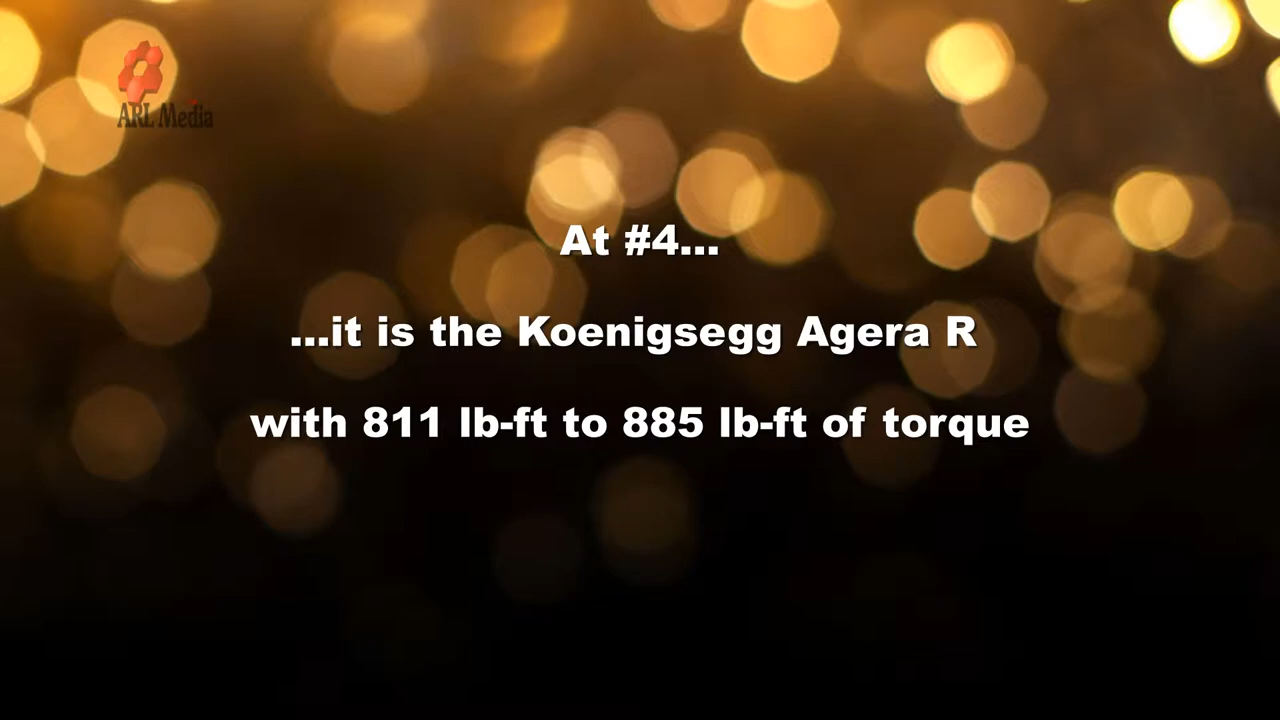 ARL Media
At #4...
...it is the Koenigsegg Agera R
with 811 lb-ft to 885 lb-ft of torque